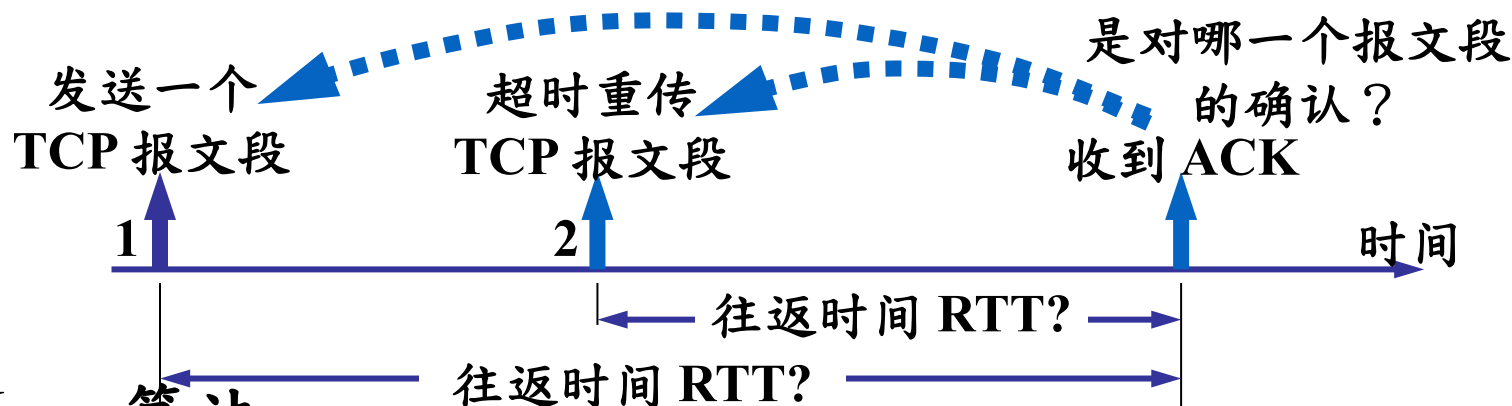 是对哪一个报文段
的确认？
发送一个
TCP 报文段
超时重传
TCP 报文段
收到 ACK
1
2
时间
往返时间 RTT?
往返时间 RTT?